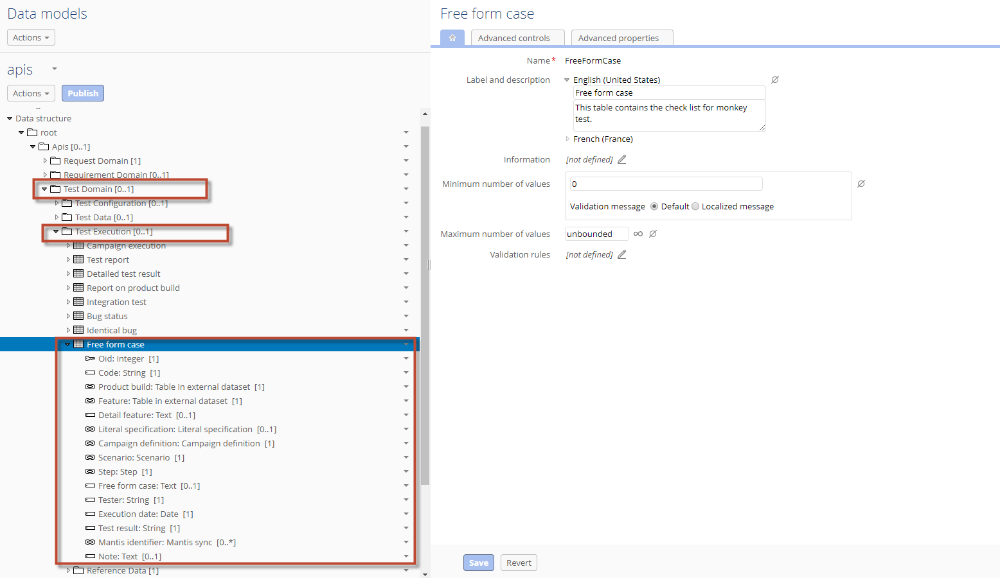 Data models
Actions
apis
Actions
Publish
Data structure
root
Apis [0..1]
Request Domain [1]
Requirement Domain [0..1]
Test Domain [0..1]
Test Configuration [0..1]
Test Data [0..1]
Test Execution [0..1]
Campaign execution
Test report
Detailed test result
Report on product build
Integration test
Bug status
Identical bug
Free form case
Oid: Integer [1]
Code: String [1]
Product build: Table in external dataset [1]
Feature: Table in external dataset [1]
Detail feature: Text [0..1]
Literal specification: Literal specification [0..1]
Campaign definition: Campaign definition [1]
Scenario: Scenario [1]
Step: Step [1]
Free form case: Text [0..1]
Tester: String [1]
Execution date: Date [1]
Test result: String [1]
Mantis identifier: Mantis sync [0..*]
Note: Text [0..1]
Reference Data [1]
Free form case
Advanced controls
Advanced properties
Name* FreeFormCase
Label and description English (United States)
Free form case
This table contains the check list for monkey
test.
French (France)
Information [not defined]
Minimum number of values 0
Validation message Default Localized message
Maximum number of values unbounded
Validation rules [not defined]
Save
Revert